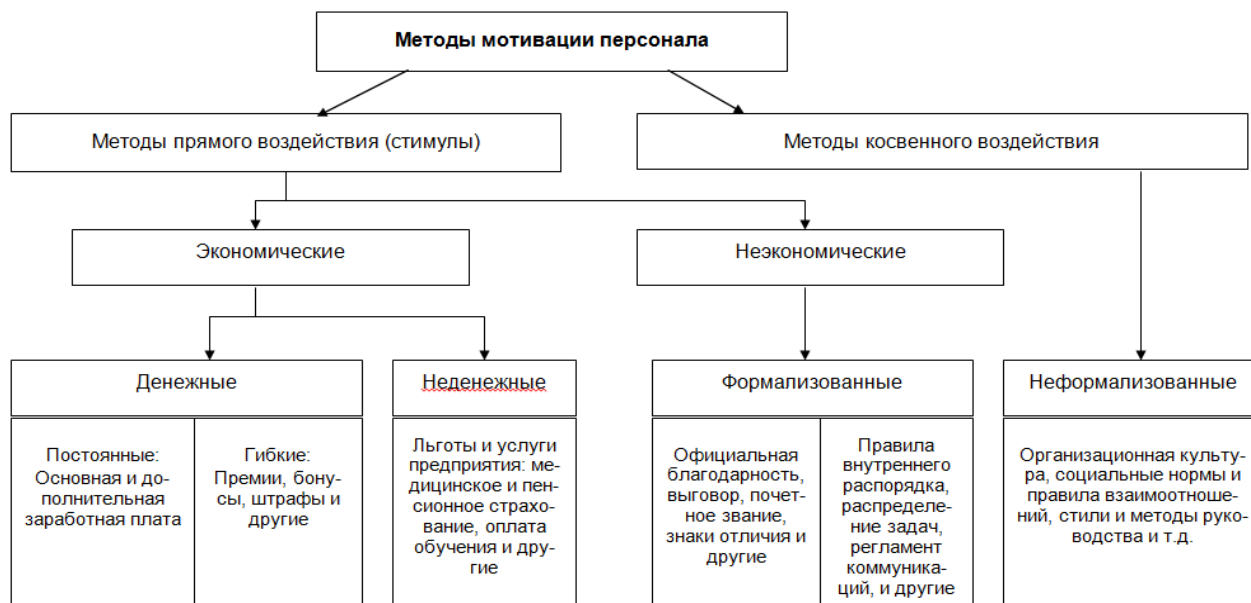 Методы мотивации персонала
Методы прямого воздействия (стимулы)
Методы косвенного воздействия
Экономические
Неэкономические
Денежные
Неденежные
Формализованные
Неформализованные
Постоянные:
Основная и до-
полнительная
заработная плата
Гибкие:
Премии, бону-
сы, штрафы и
другие
Льготы и услуги
предприятия: ме-
дицинское и пен-
сионное страхо-
вание, оплата
обучения и дру-
гие
Официальная
благодарность,
выговор, почет-
ное звание,
знаки отличия и
другие
Правила
внутреннего
распорядка,
распределе-
ние задач,
регламент
коммуника-
ций, и другие
Организационная культу-
ра, социальные нормы и
правила взаимоотноше-
ний, стили и методы руко-
водства и т.д.